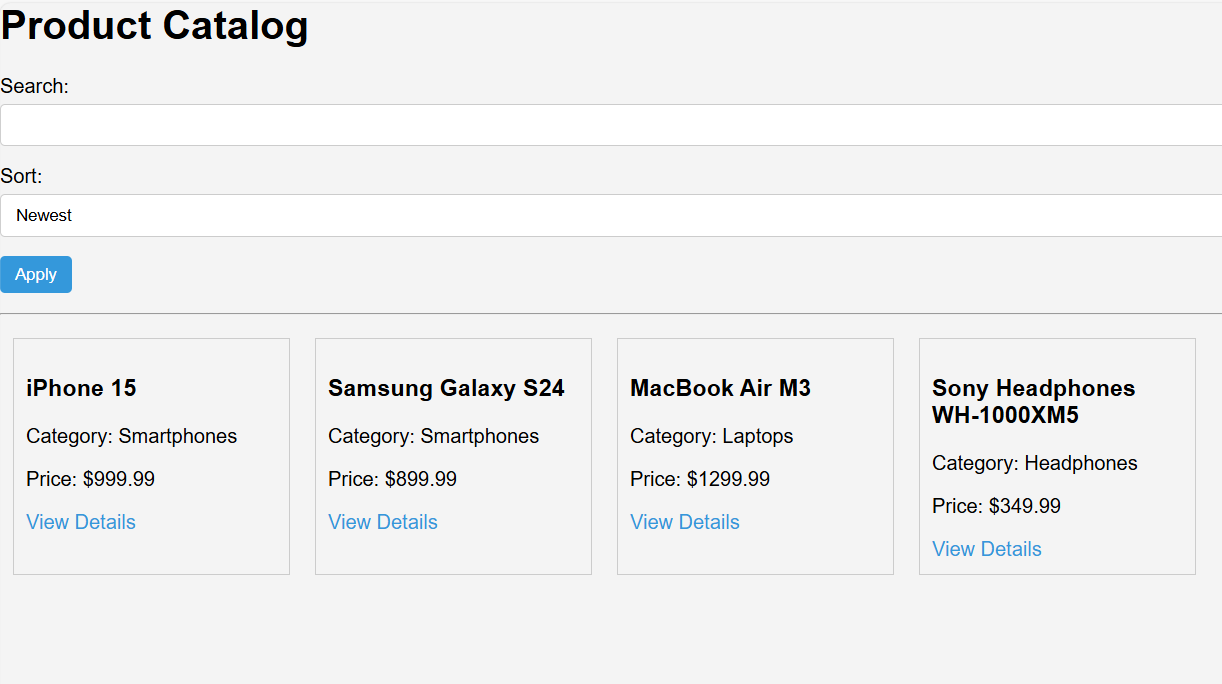 Product Catalog
Search:
Sort:
Newest
Apply
iPhone 15
Category: Smartphones
Price: $999.99
View Details
Samsung Galaxy S24
Category: Smartphones
Price: $899.99
View Details
MacBook Air M3
Category: Laptops
Price: $1299.99
View Details
Sony Headphones
WH-1000XM5
Category: Headphones
Price: $349.99
View Details